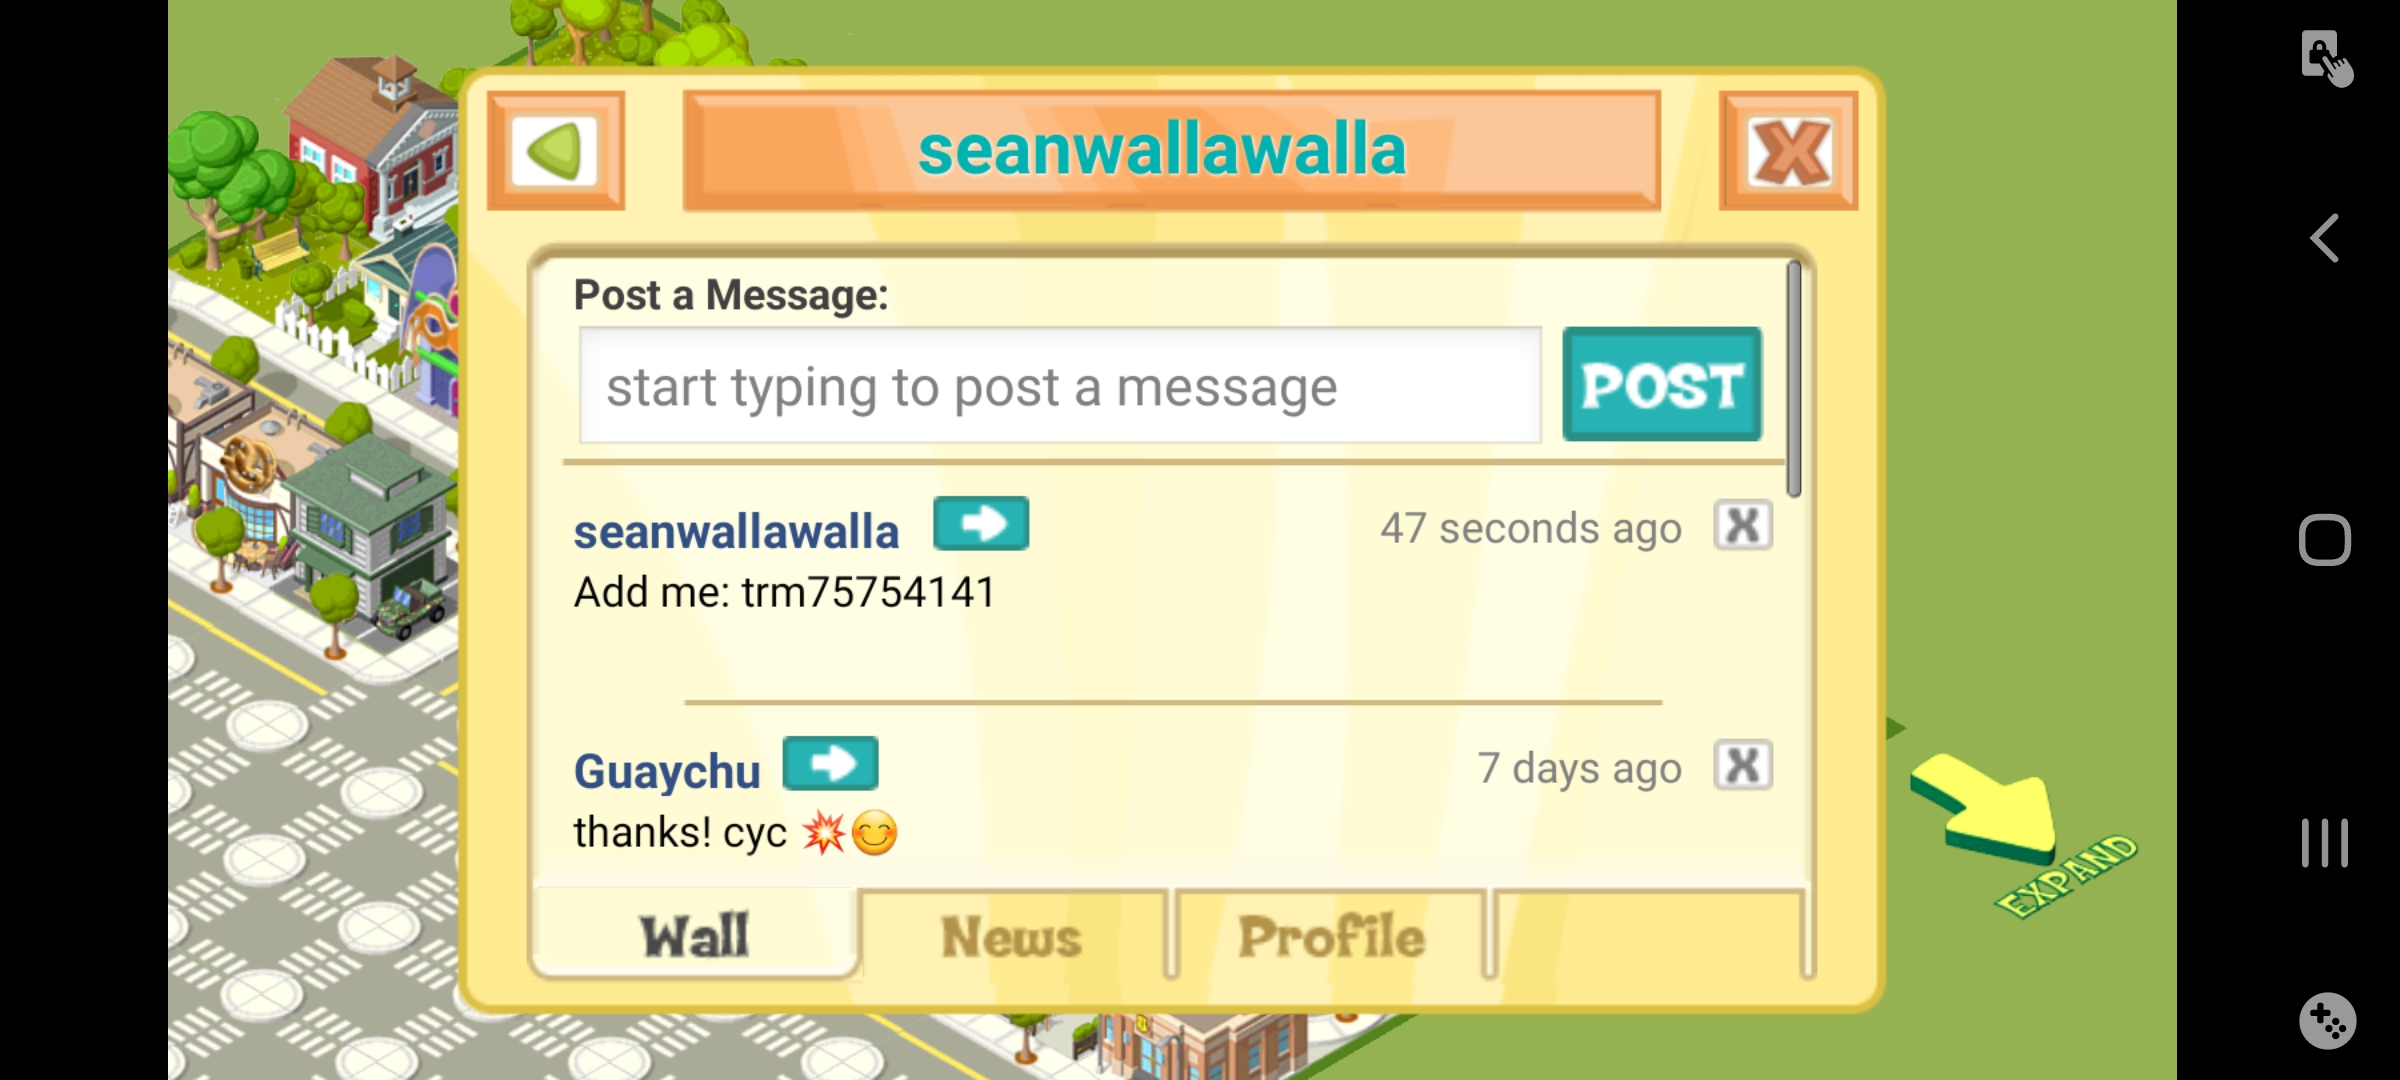 seanwallawalla
Post a Message:
start typing to post a message
POST
seanwallawalla
47 seconds ago
X
Add me: trm75754141
Guaychu
7 days ago
X
thanks! cyc 💥😊
Wall
News
Profile
EXPAND